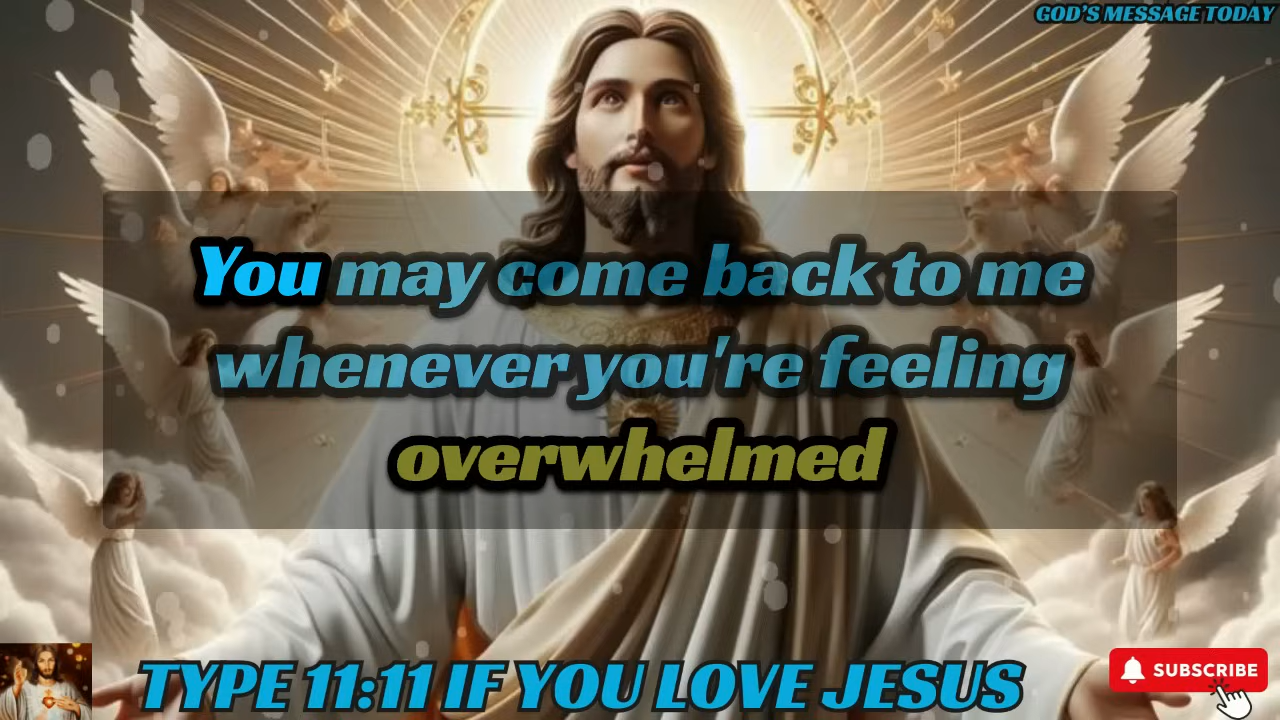 GOD'S MESSAGE TODAY
You may come back to me
whenever you're feeling
overwhelmed
TYPE 11:11 IF YOU LOVE JESUS
SUBSCRIBE